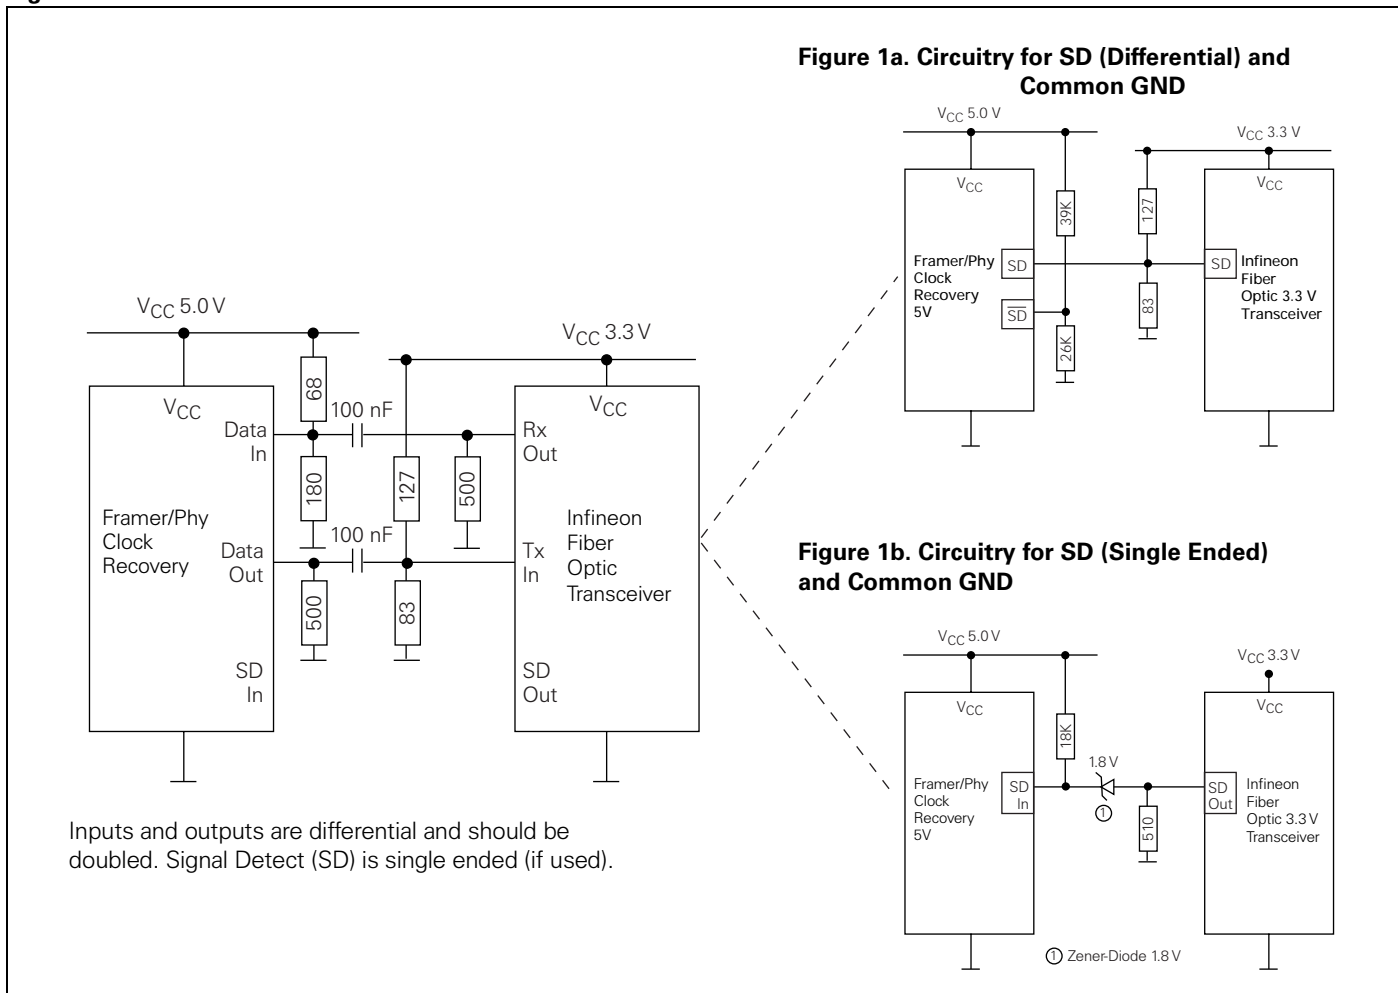 Figure 1a. Circuitry for SD (Differential) and
Common GND
VCC 5.0 V
VCC 3.3 V
VCC
VCC
39K
127
Framer/Phy
Clock
Recovery
5V
SD
SD
SD
Infineon
Fiber
Optic 3.3 V
Transceiver
83
26K
VCC 5.0 V
VCC 3.3 V
VCC
VCC
68
100 nF
Data
In
Rx
Out
180
127
500
Framer/Phy
Clock
Recovery
100 nF
Data
Out
Tx
In
Infineon
Fiber
Optic
Transceiver
500
83
SD
In
SD
Out
Inputs and outputs are differential and should be
doubled. Signal Detect (SD) is single ended (if used).
Figure 1b. Circuitry for SD (Single Ended)
and Common GND
VCC 5.0 V
VCC 3.3 V
VCC
VCC
18K
1.8 V
Framer/Phy
Clock
Recovery
5V
SD
In
1
510
SD
Out
Infineon
Fiber
Optic 3.3 V
Transceiver
1 Zener-Diode 1.8 V